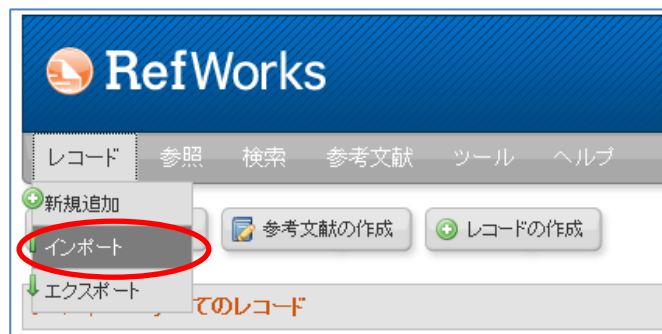 RefWorks
レコード 参照 検索 参考文献 ツール ヘルプ
新規追加
参考文献の作成 レコードの作成
インポート
エクスポート
てのレコード